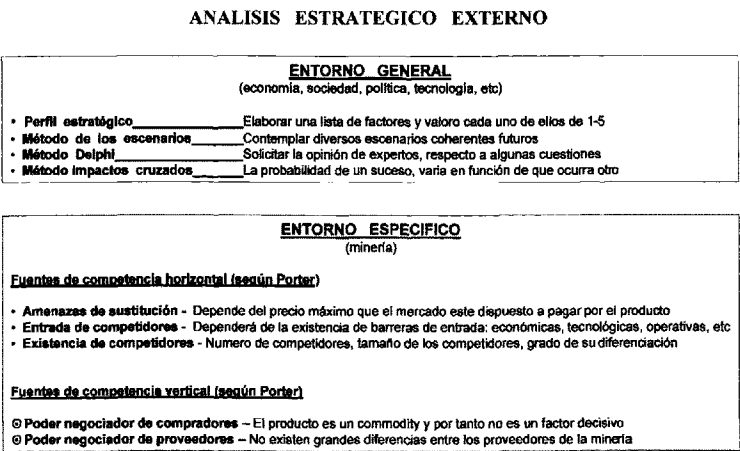 ANALISIS ESTRATEGICO EXTERNO
ENTORNO GENERAL
(economía, sociedad, política, tecnología, etc)
• Perfil estratégico__________Elaborar una lista de factores y valoro cada uno de ellos de 1-5
• Método de los escenarios______Contemplar diversos escenarios coherentes futuros
• Método Delphi______________Solicitar la opinión de expertos, respecto a algunas cuestiones
• Método Impactos cruzados______La probabilidad de un suceso, varia en función de que ocurra otro
ENTORNO ESPECIFICO
(minería)
Fuentes de competencia horizontal (según Porter)
• Amenazas de sustitución - Depende del precio máximo que el mercado este dispuesto a pagar por el producto
• Entrada de competidores - Dependerá de la existencia de barreras de entrada: económicas, tecnológicas, operativas, etc
• Existencia de competidores - Numero de competidores, tamaño de los competidores, grado de su diferenciación
Fuentes de competencia vertical (según Porter)
⊙ Poder negociador de compradores – El producto es un commodity y por tanto no es un factor decisivo
⊙ Poder negociador de proveedores – No existen grandes diferencias entre los proveedores de la minería